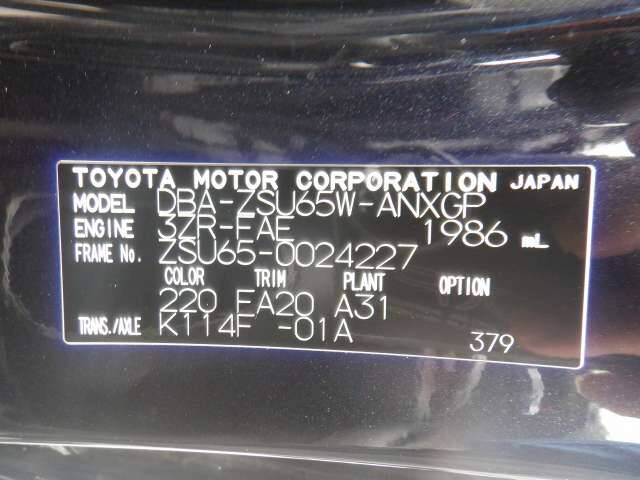 TOYOTA MOTOR CORPORATION JAPAN
MODEL DBA-ZSU65W-ANXGP
ENGINE 3ZR-FAE 1986 mL
FRAME No. ZSU65-0024227
COLOR TRIM PLANT OPTION
220 FA20 A31
TRANS./AXLE K114F -01A
379